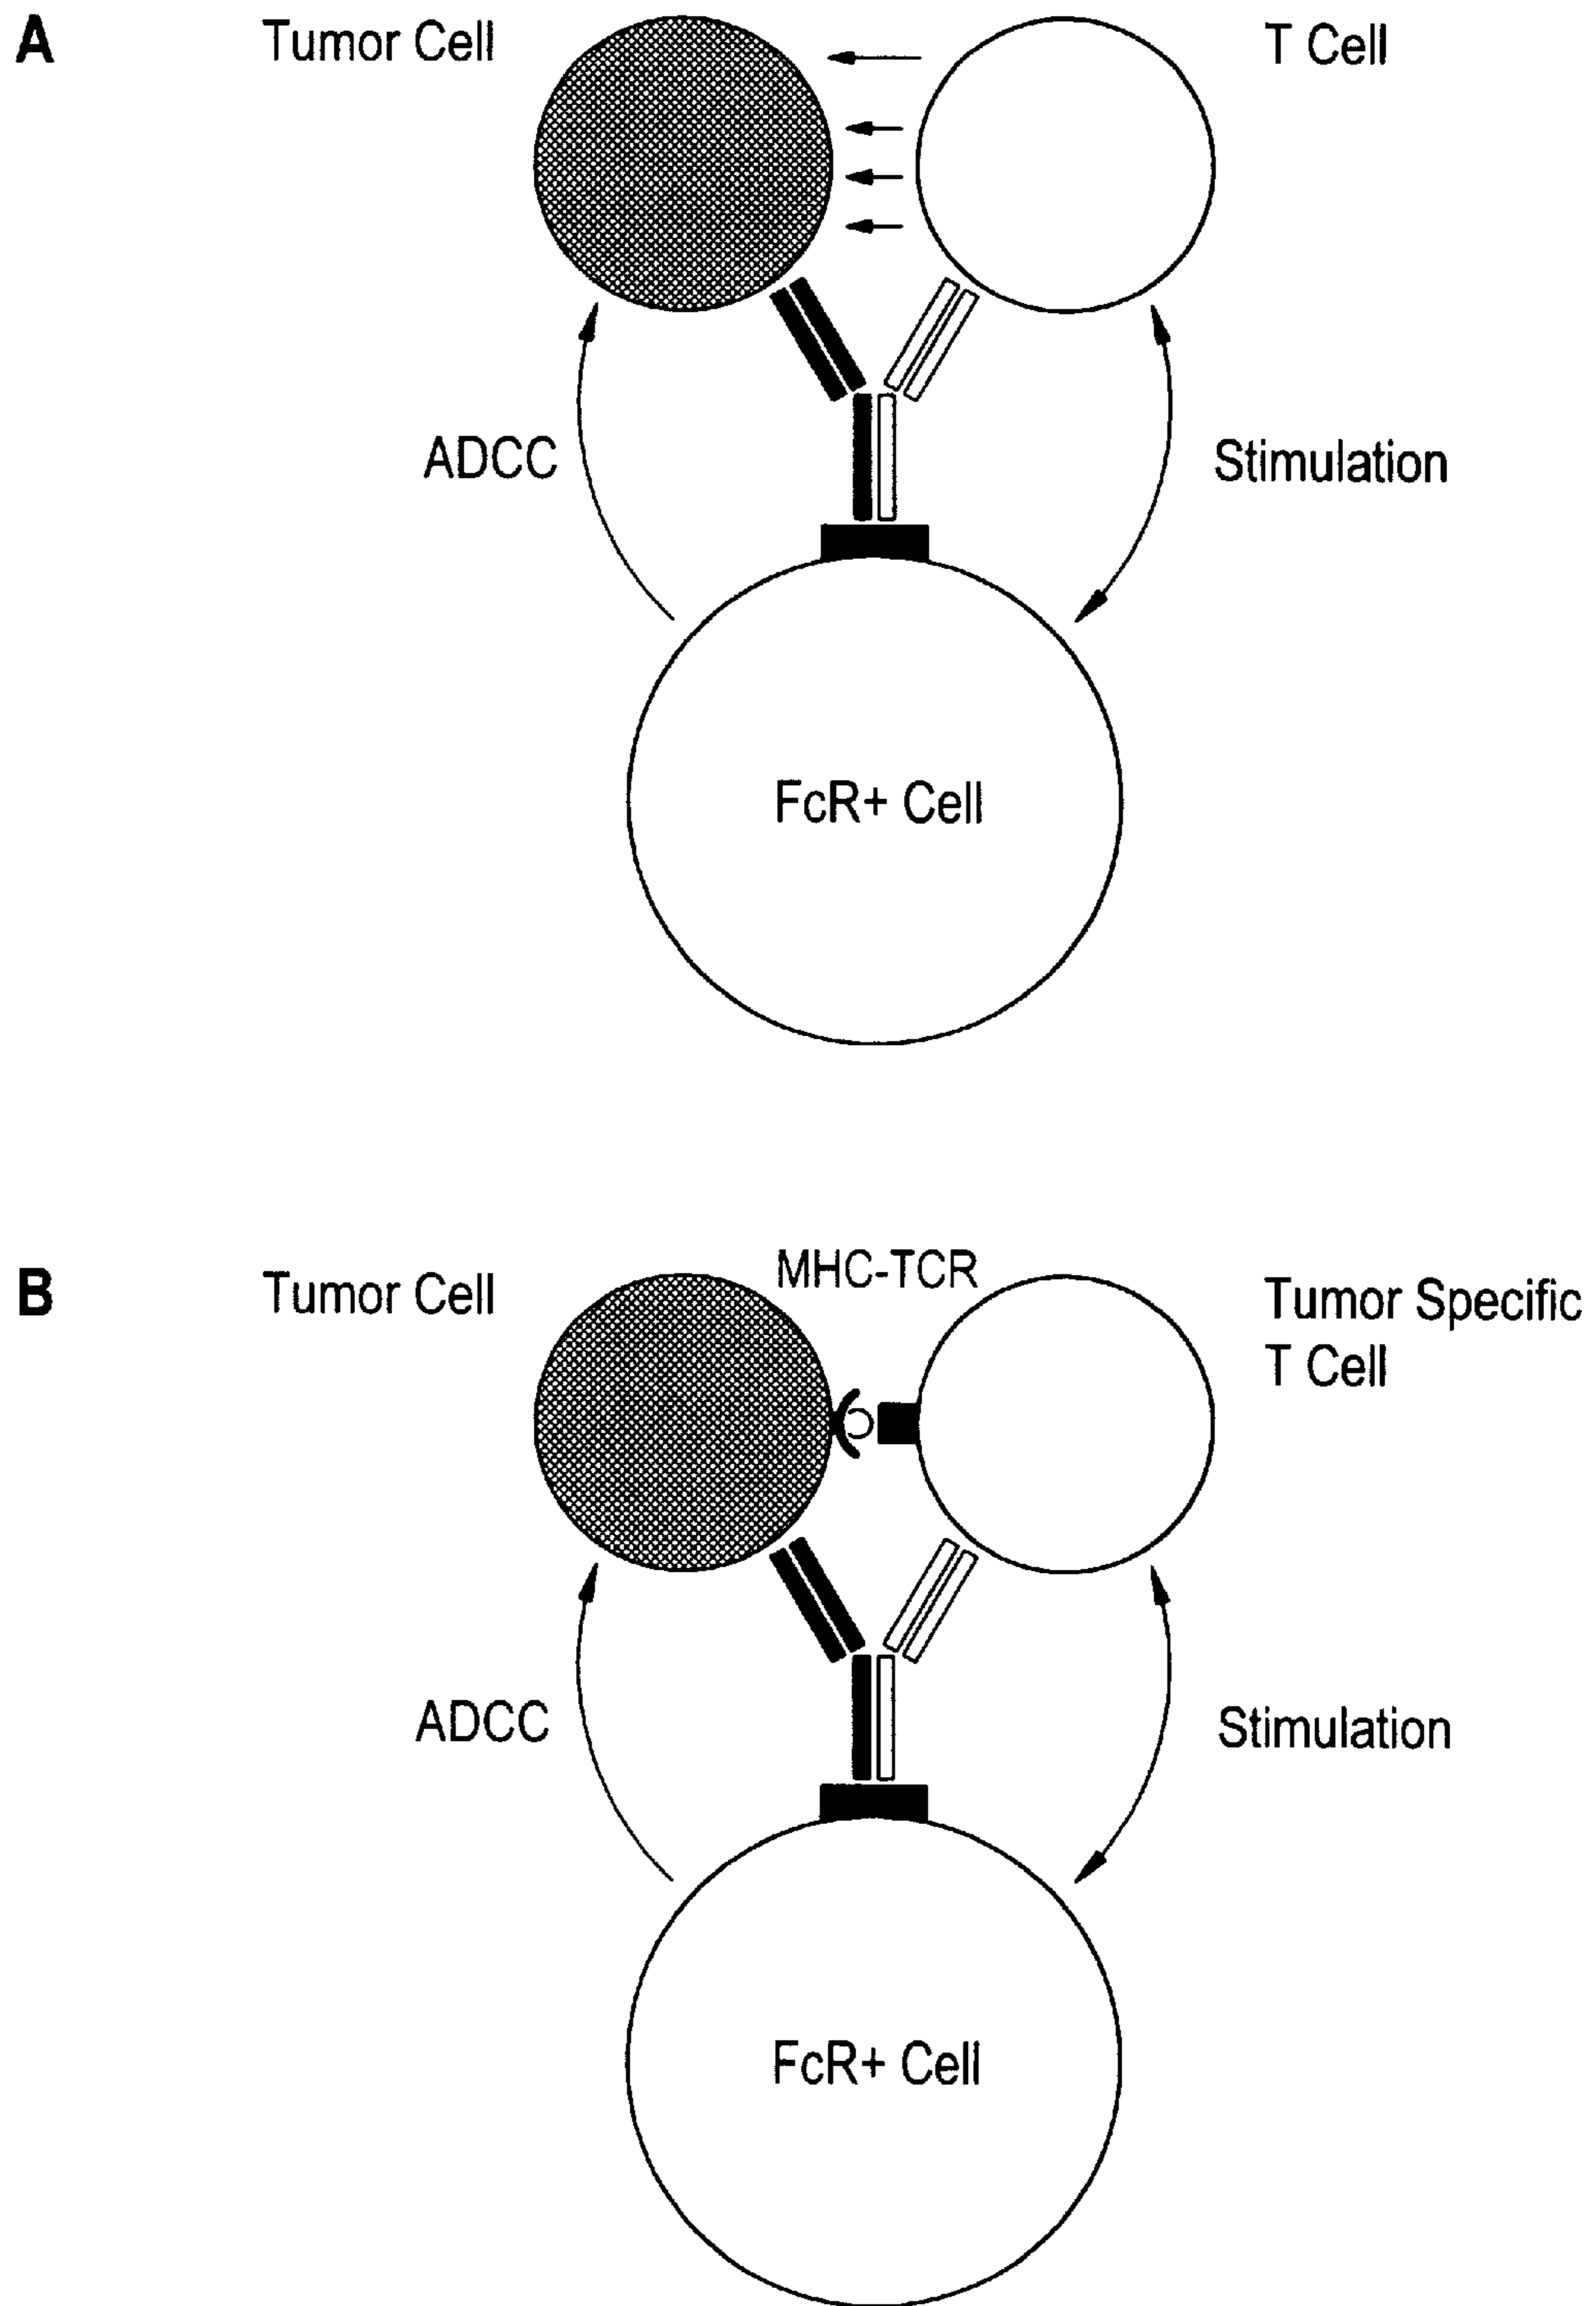 A
Tumor Cell
T Cell
ADCC
Stimulation
FcR+ Cell
B
Tumor Cell
MHC-TCR
Tumor Specific
T Cell
ADCC
Stimulation
FcR+ Cell